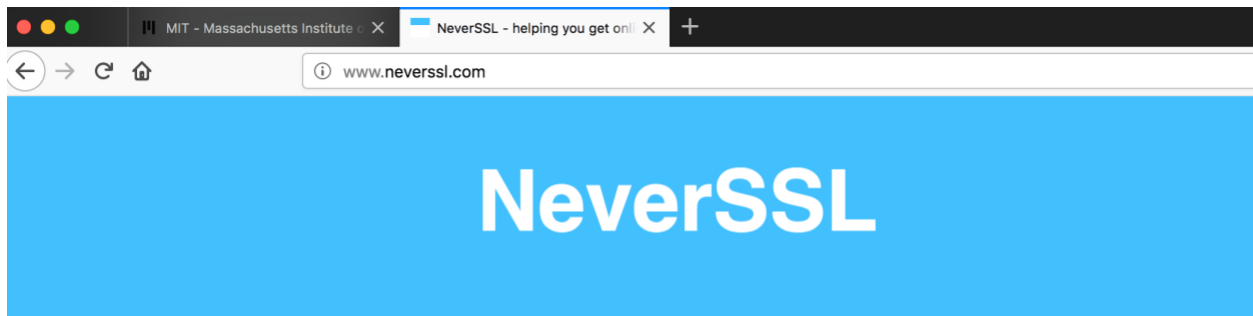 MIT - Massachusetts Institute o
NeverSSL - helping you get onli
www.neverssl.com
NeverSSL